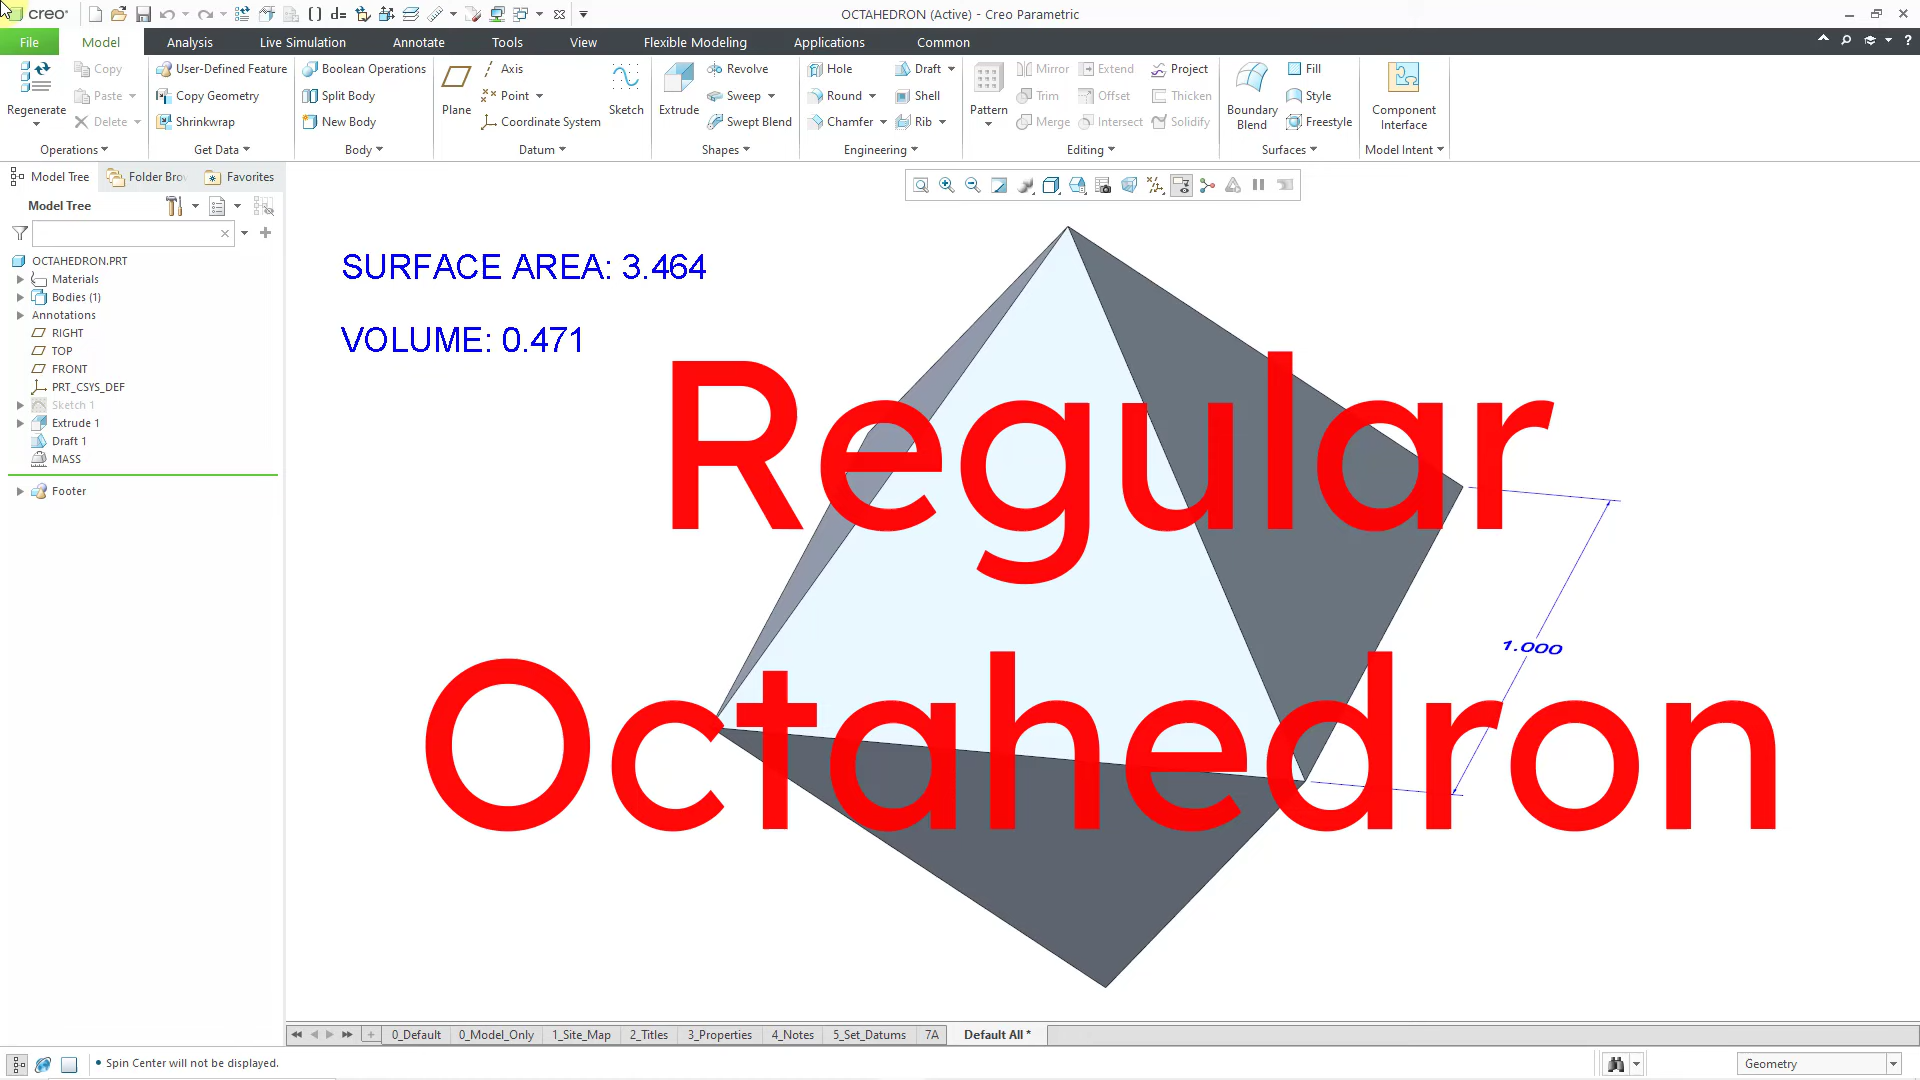 creo
OCTAHEDRON (Active) - Creo Parametric
File Model Analysis Live Simulation Annotate Tools View Flexible Modeling Applications Common
Regenerate
Copy
Paste
Delete
Operations
User-Defined Feature
Copy Geometry
Shrinkwrap
Get Data
Boolean Operations
Split Body
New Body
Body
Plane
Axis
Point
Coordinate System
Sketch
Datum
Extrude
Revolve
Sweep
Swept Blend
Shapes
Hole
Round
Chamfer
Draft
Shell
Rib
Engineering
Pattern
Mirror
Trim
Merge
Extend
Offset
Intersect
Project
Thicken
Solidify
Editing
Boundary
Blend
Fill
Style
Freestyle
Surfaces
Component
Interface
Model Intent
Model Tree Folder Brow Favorites
Model Tree
OCTAHEDRON.PRT
Materials
Bodies (1)
Annotations
RIGHT
TOP
FRONT
PRT_CSYS_DEF
Sketch 1
Extrude 1
Draft 1
MASS
Footer
SURFACE AREA: 3.464
VOLUME: 0.471
Regular
1.000
Octahedron
0_Default 0_Model_Only 1_Site_Map 2_Titles 3_Properties 4_Notes 5_Set_Datums 7A Default All *
• Spin Center will not be displayed.
Geometry